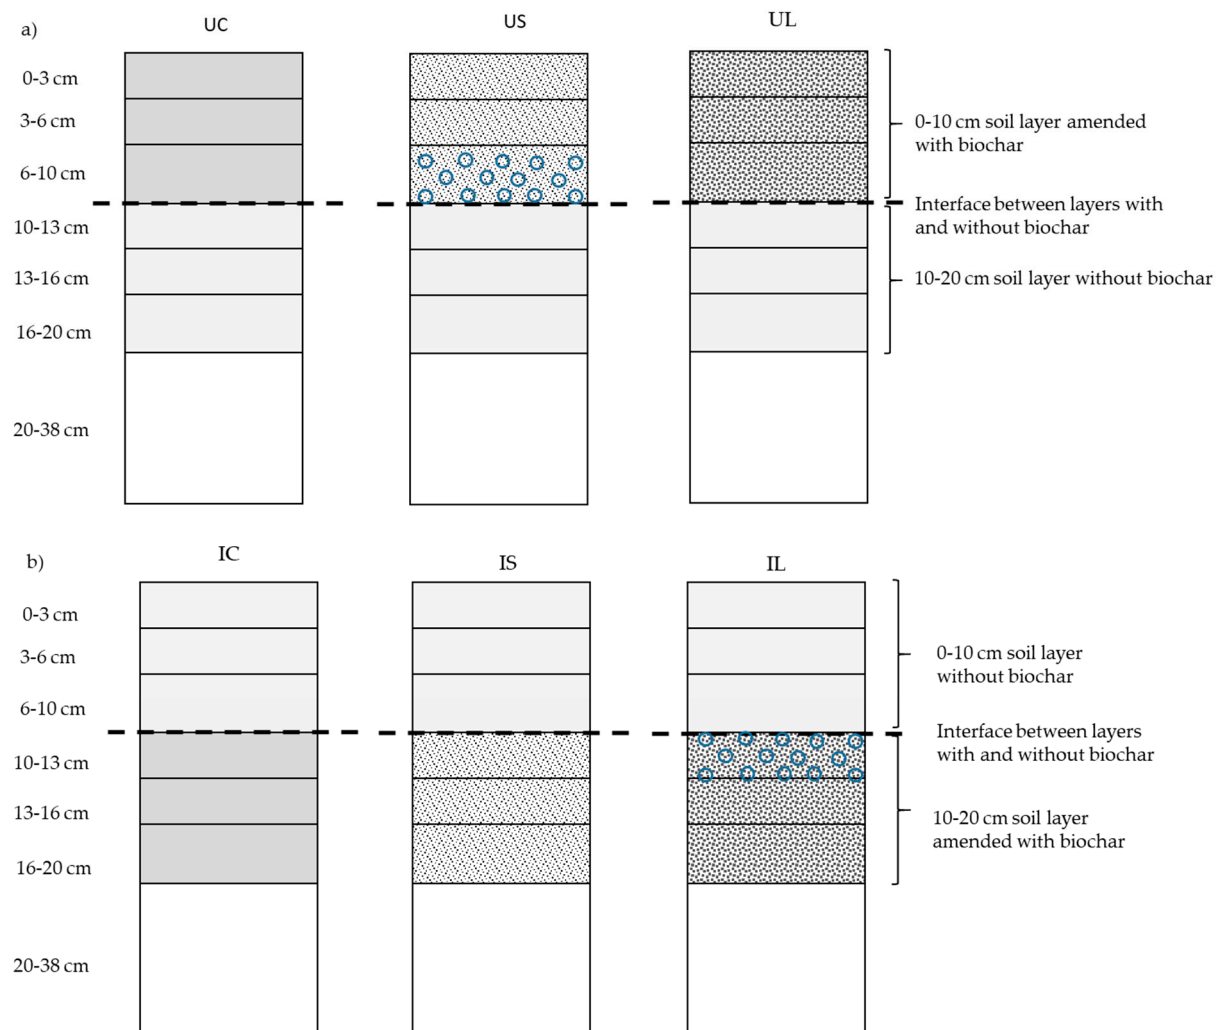 a)
UC
US
UL
0-3 cm
3-6 cm
6-10 cm
10-13 cm
13-16 cm
16-20 cm
20-38 cm
0-10 cm soil layer amended
with biochar
Interface between layers with
and without biochar
10-20 cm soil layer without biochar
b)
IC
IS
IL
0-3 cm
3-6 cm
6-10 cm
10-13 cm
13-16 cm
16-20 cm
20-38 cm
0-10 cm soil layer
without biochar
Interface between layers
with and without biochar
10-20 cm soil layer
amended with biochar